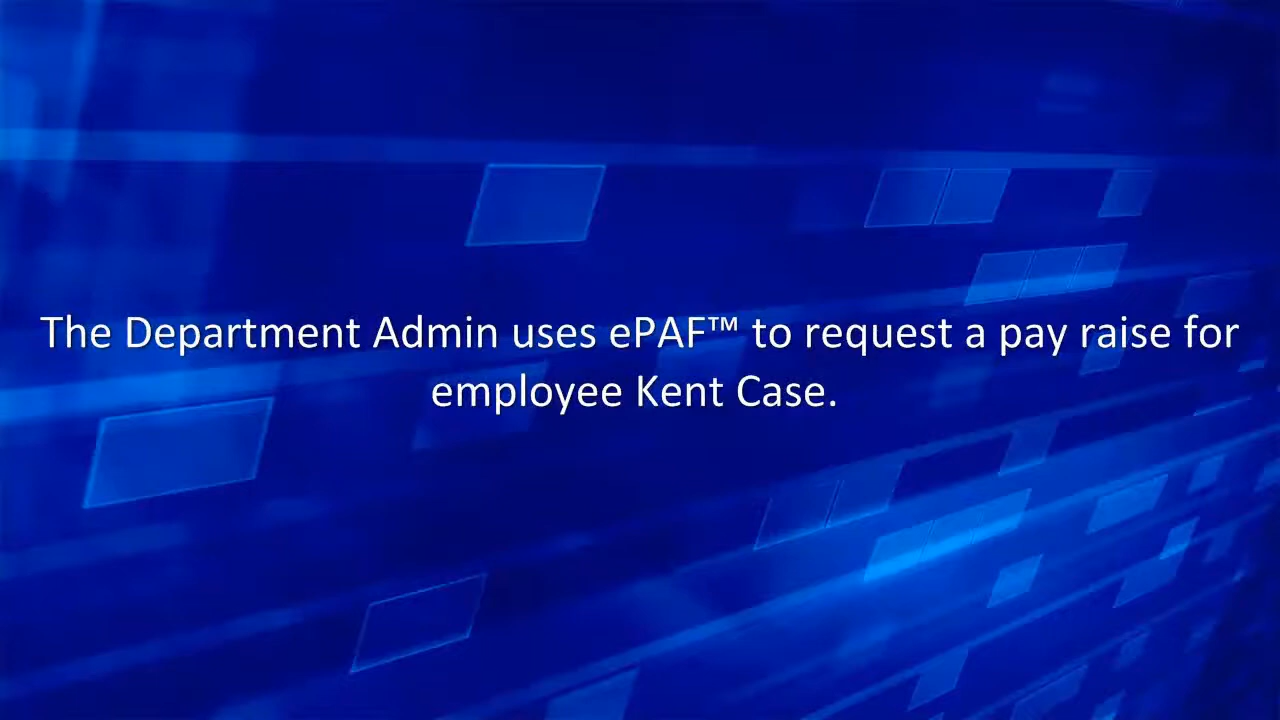 The Department Admin uses ePAF™ to request a pay raise for
employee Kent Case.